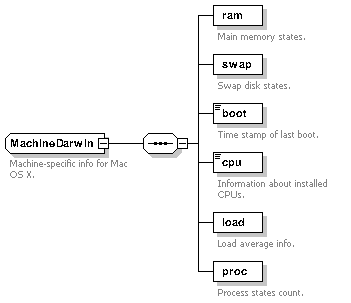 ram
Main memory states.
swap
Swap disk states.
boot
Time stamp of last boot.
MachineDarwin
Machine-specific info for Mac
OS X.
cpu
Information about installed
CPUs.
load
Load average info.
proc
Process states count.